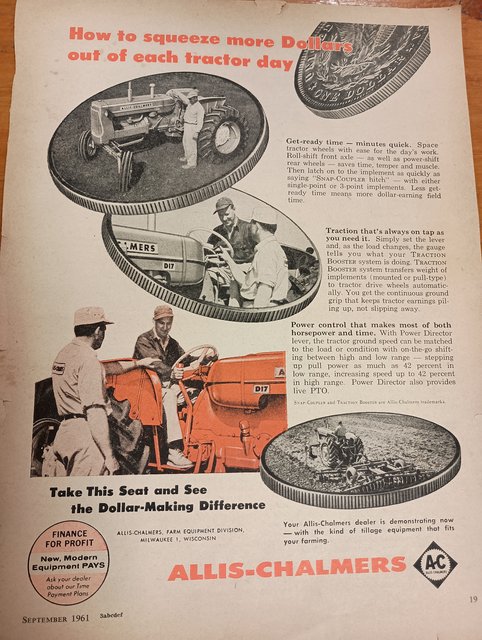 How to squeeze more Dollars
out of each tractor day
ONE DOLLAR
ALLIS-CHALMERS
Get-ready time — minutes quick. Space
tractor wheels with ease for the day's work.
Roll-shift front axle — as well as power-shift
rear wheels — saves time, temper and muscle.
Then latch on to the implement as quickly as
saying "SNAP-COUPLER hitch" — with either
single-point or 3-point implements. Less get-
ready time means more dollar-earning field
time.
LMERS
D17
Traction that's always on tap as
you need it. Simply set the lever
and, as the load changes, the gauge
tells you what your TRACTION
BOOSTER system is doing. TRACTION
BOOSTER system transfers weight of
implements (mounted or pull-type)
to tractor drive wheels automatic-
ally. You get the continuous ground
grip that keeps tractor earnings pil-
ing up, not slipping away.
Power control that makes most of both
horsepower and time. With Power Director
lever, the tractor ground speed can be matched
to the load or condition with on-the-go shift-
ing between high and low range — stepping
up pull power as much as 42 percent in
low range, increasing speed up to 42 percent
in high range. Power Director also provides
live PTO.
SNAP-COUPLER and TRACTION BOOSTER are Allis-Chalmers trademarks.
A
D17
Take This Seat and See
the Dollar-Making Difference
ALLIS-CHALMERS, FARM EQUIPMENT DIVISION,
MILWAUKEE 1, WISCONSIN
Your Allis-Chalmers dealer is demonstrating now
—with the kind of tillage equipment that fits
your farming.
FINANCE
FOR PROFIT
New, Modern
Equipment PAYS
Ask your dealer
about our Time
Payment Plans
ALLIS-CHALMERS
A-C
ALLIS-CHALMERS
SEPTEMBER 1961
3abcdef
19